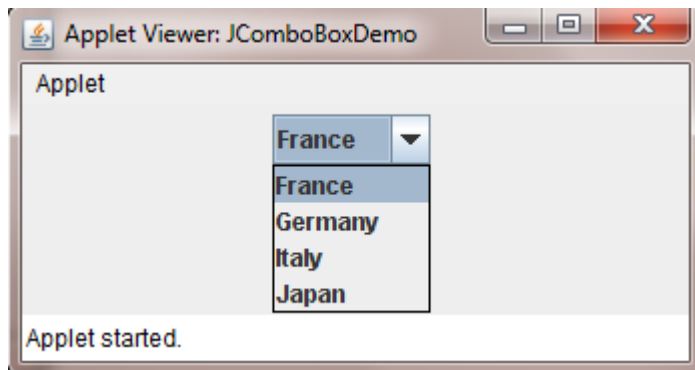 Applet Viewer: JComboBoxDemo
Applet
France
France
Germany
Italy
Japan
Applet started.